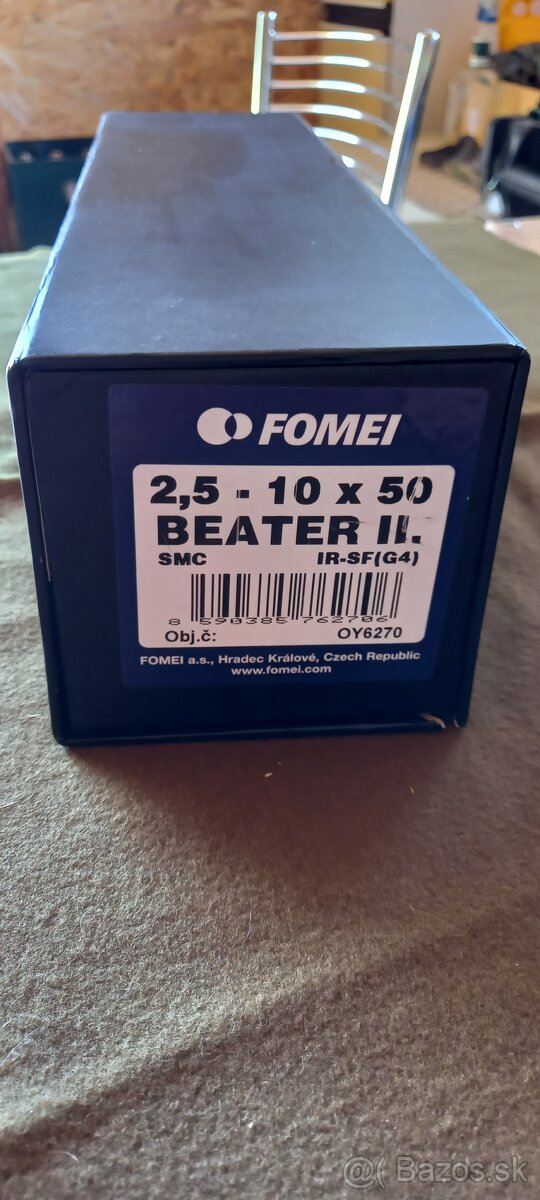 FOMEI
2,5 - 10 x 50
BEATER II.
SMC IR-SF(G4)
8 590385 762706
Obj.č: OY6270
FOMEI a.s., Hradec Králové, Czech Republic
www.fomei.com
@(- Bazos.sk